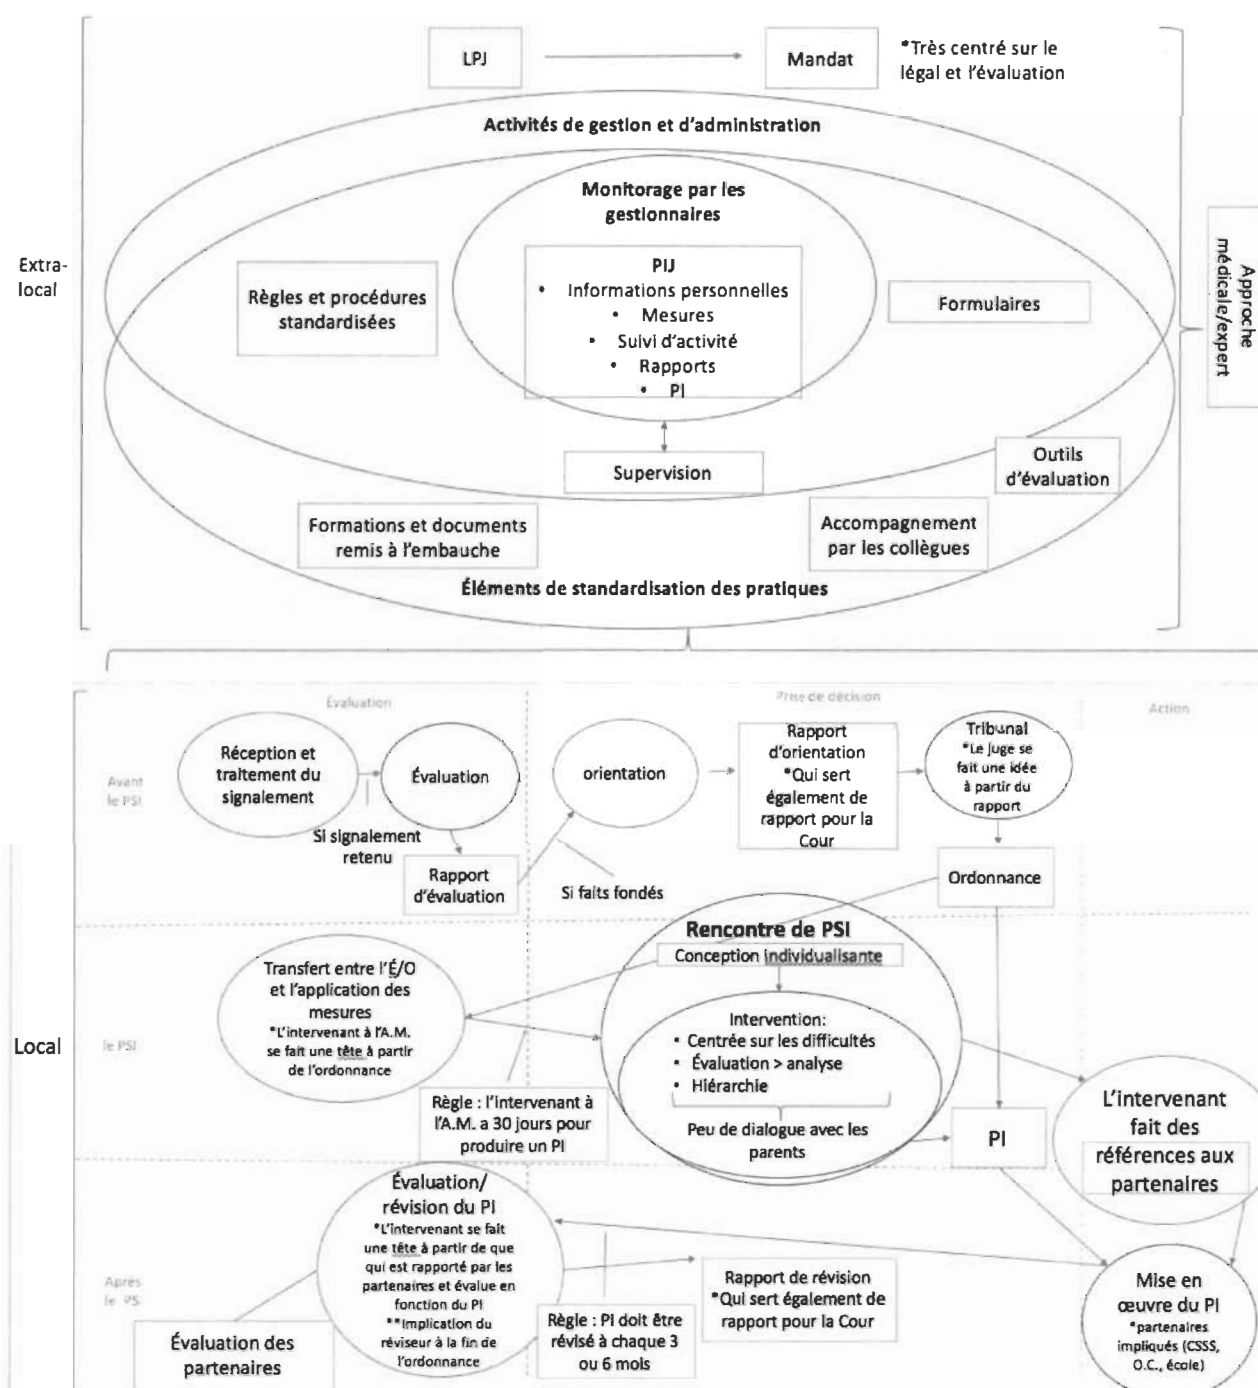 LPJ
Mandat
*Très centré sur le
légal et l'évaluation
Activités de gestion et d'administration
Monitorage par les
gestionnaires
Extra-
local
Règles et procédures
standardisées
PIJ
• Informations personnelles
• Mesures
• Suivi d'activité
• Rapports
• PI
Formulaires
Approche
médicale/expert
Supervision
Outils
d'évaluation
Formations et documents
remis à l'embauche
Accompagnement
par les collègues
Éléments de standardisation des pratiques
Évaluation
Prise de décision
Action
Avant
le PSI
Réception et
traitement du
signalement
Évaluation
Si signalement
retenu
Rapport
d'évaluation
orientation
Si faits fondés
Rapport
d'orientation
*Qui sert
également de
rapport pour la
Cour
Tribunal
*Le juge se
fait une idée
à partir du
rapport
Ordonnance
Local
le PSI
Transfert entre l'É/O
et l'application des
mesures
*L'intervenant à l'A.M.
se fait une tête à partir
de l'ordonnance
Règle : l'intervenant à
l'A.M. a 30 jours pour
produire un PI
Rencontre de PSI
Conception individualisante
Intervention:
• Centrée sur les difficultés
• Évaluation > analyse
• Hiérarchie
Peu de dialogue avec les
parents
PI
L'intervenant
fait des
références aux
partenaires
Après
le PSI
Évaluation/
révision du PI
*L'intervenant se fait
une tête à partir de que
qui est rapporté par les
partenaires et évalue en
fonction du PI
**Implication du
réviseur à la fin de
l'ordonnance
Évaluation des
partenaires
Règle : PI doit être
révisé à chaque 3
ou 6 mois
Rapport de révision
*Qui sert également de
rapport pour la Cour
Mise en
œuvre du PI
*partenaires
impliqués (CSSS,
O.C., école)